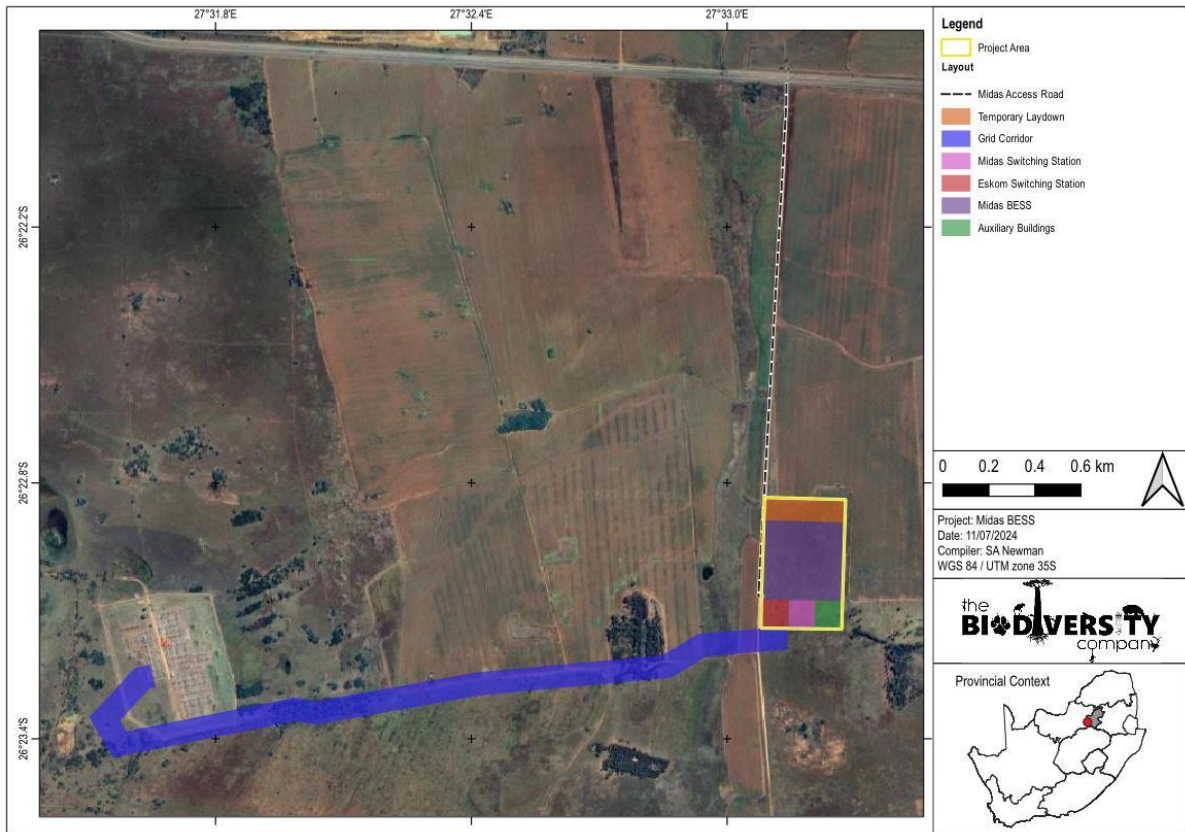 27°31.8'E 27°32.4'E 27°33.0'E
26°22.2'S
26°22.8'S
26°23.4'S
Legend
Project Area
Layout
Midas Access Road
Temporary Laydown
Grid Corridor
Midas Switching Station
Eskom Switching Station
Midas BESS
Auxiliary Buildings
0 0.2 0.4 0.6 km
Project: Midas BESS
Date: 11/07/2024
Compiler: SA Newman
WGS 84 / UTM zone 35S
the
BIODIVERSITY
company
Provincial Context